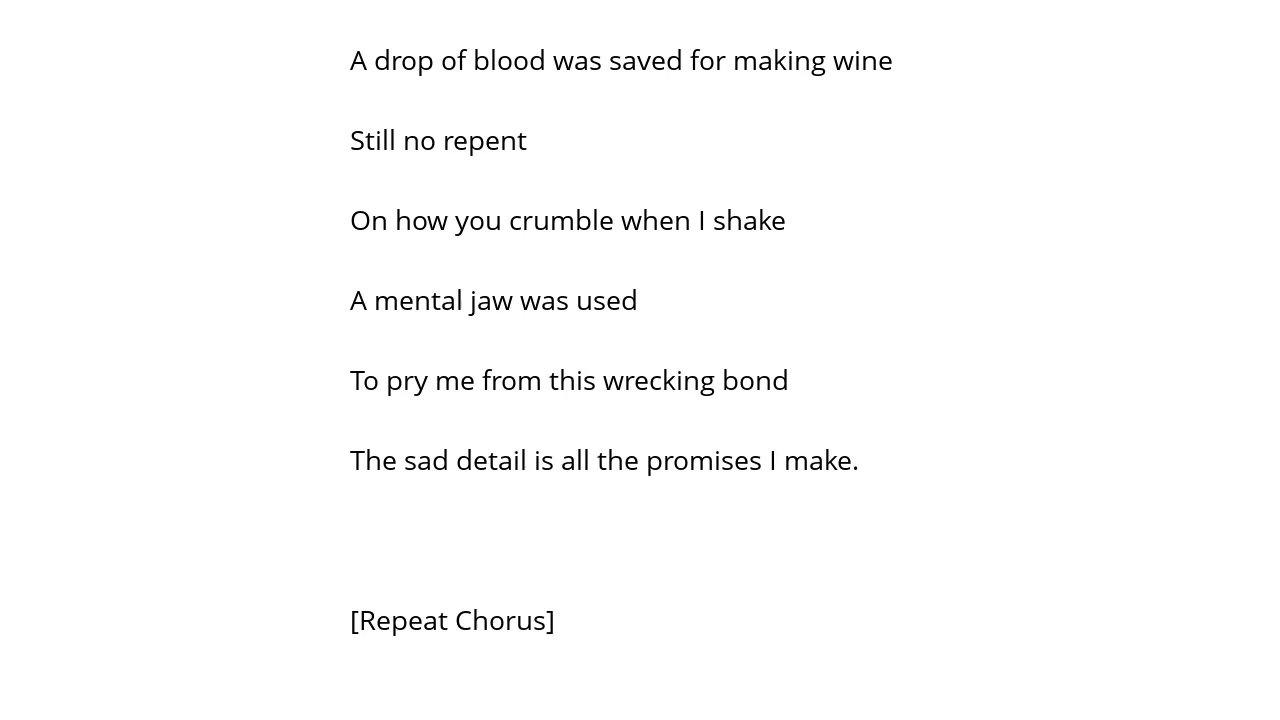 A drop of blood was saved for making wine
Still no repent
On how you crumble when I shake
A mental jaw was used
To pry me from this wrecking bond
The sad detail is all the promises I make.
[Repeat Chorus]